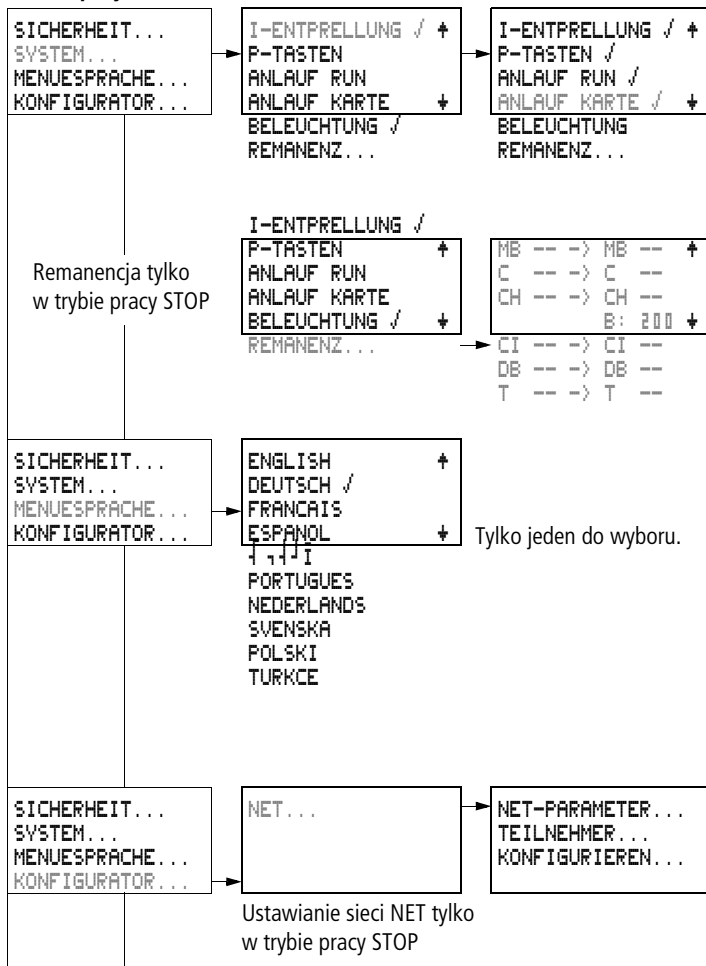 SICHERHEIT...
SYSTEM...
MENUESPRACHE...
KONFIGURATOR...
I-ENTPRELLUNG √
P-TASTEN
ANLAUF RUN
ANLAUF KARTE
BELEUCHTUNG √
REMANENZ...
I-ENTPRELLUNG √
P-TASTEN √
ANLAUF RUN √
ANLAUF KARTE √
BELEUCHTUNG
REMANENZ...
Remanencja tylko
w trybie pracy STOP
I-ENTPRELLUNG √
P-TASTEN
ANLAUF RUN
ANLAUF KARTE
BELEUCHTUNG √
REMANENZ...
MB -- -> MB --
C -- -> C --
CH -- -> CH --
B: 200
CI -- -> CI --
DB -- -> DB --
T -- -> T --
SICHERHEIT...
SYSTEM...
MENUESPRACHE...
KONFIGURATOR...
ENGLISH
DEUTSCH √
FRANCAIS
ESPANOL
PORTUGUES
NEDERLANDS
SVENSKA
POLSKI
TURKCE
Tylko jeden do wyboru.
SICHERHEIT...
SYSTEM...
MENUESPRACHE...
KONFIGURATOR...
NET...
NET-PARAMETER...
TEILNEHMER...
KONFIGURIEREN...
Ustawianie sieci NET tylko
w trybie pracy STOP